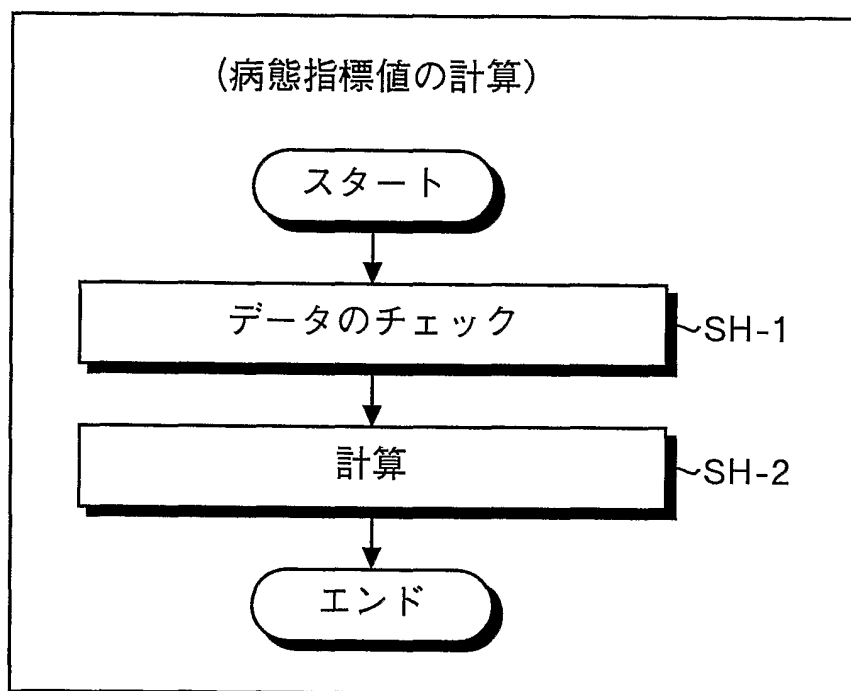 (病態指標値の計算)
スタート
データのチェック
SH-1
計算
SH-2
エンド